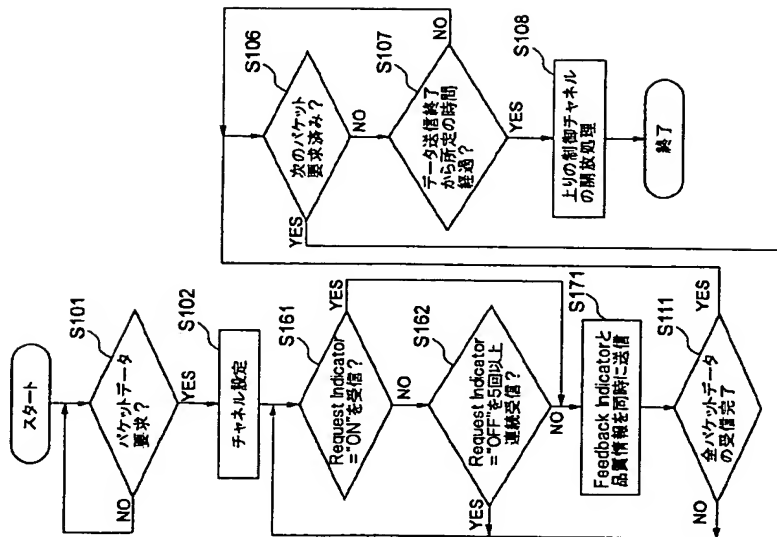 スタート
S101
パケットデータ
要求？
NO
YES
S102
チャネル設定
S161
Request Indicator
="ON"を受信？
YES
NO
S162
Request Indicator
="OFF"を5回以上
連続受信？
YES
NO
S171
Feedback Indicatorと
品質情報を同時に送信
S111
全パケットデータ
の受信完了
NO
YES
S106
次のパケット
要求済み？
YES
NO
S107
データ送信終了
から所定の時間
経過？
NO
YES
S108
上りの制御チャネル
の開放処理
終了